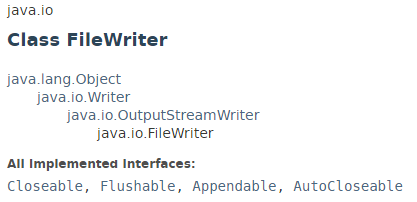 java.io
Class FileWriter
java.lang.Object
java.io.Writer
java.io.OutputStreamWriter
java.io.FileWriter
All Implemented Interfaces:
Closeable, Flushable, Appendable, AutoCloseable